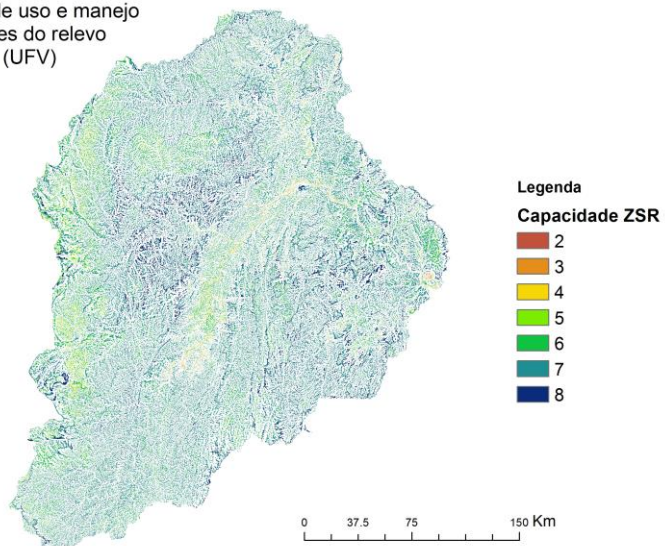 de uso e manejo
es do relevo
(UFV)
Legenda
Capacidade ZSR
2
3
4
5
6
7
8
0 37.5 75 150 Km